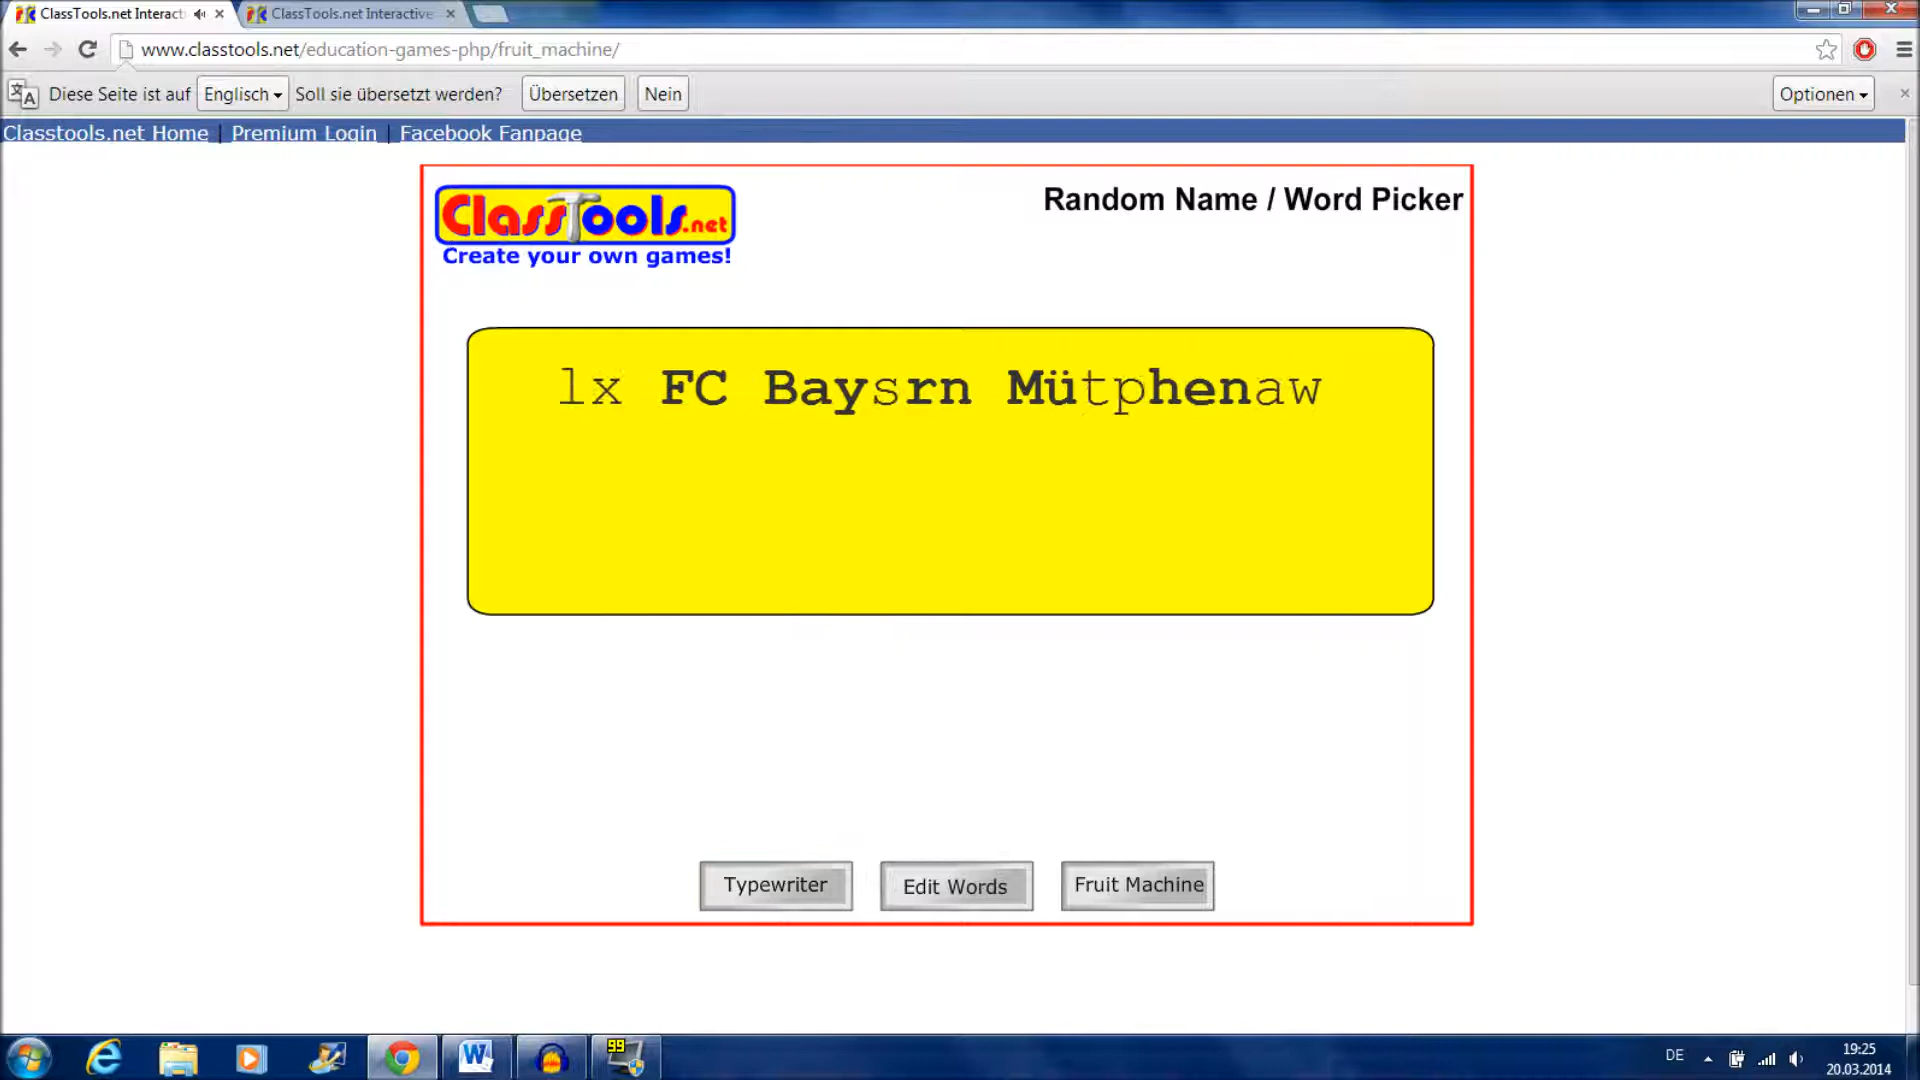 ClassTools.net Interact
ClassTools.net Interactive
www.classtools.net/education-games-php/fruit_machine/
Diese Seite ist auf Englisch Soll sie übersetzt werden? Übersetzen Nein Optionen
Classtools.net Home | Premium Login | Facebook Fanpage
ClassTools.net
Create your own games!
Random Name / Word Picker
lx FC Baysrn Mütphenaw
Typewriter Edit Words Fruit Machine
99
DE
19:25
20.03.2014